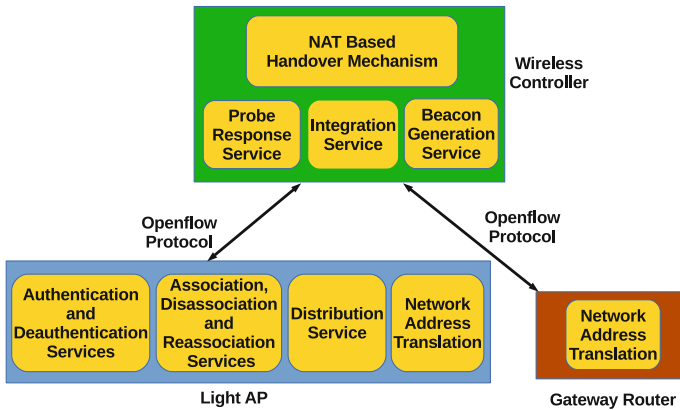 NAT Based
Handover Mechanism
Wireless
Controller
Probe
Response
Service
Integration
Service
Beacon
Generation
Service
Openflow
Protocol
Openflow
Protocol
Authentication
and
Deauthentication
Services
Association,
Disassociation
and
Reassociation
Services
Distribution
Service
Network
Address
Translation
Network
Address
Translation
Light AP
Gateway Router